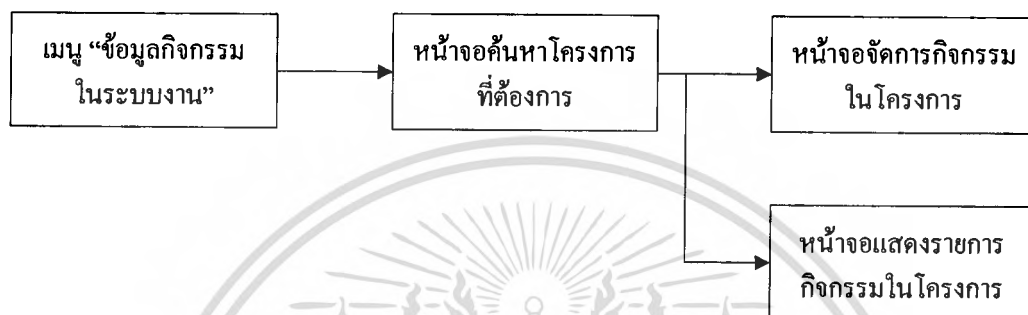 เมนู “ข้อมูลกิจกรรม
ในระบบงาน”
หน้าจอค้นหาโครงการ
ที่ต้องการ
หน้าจอจัดการกิจกรรม
ในโครงการ
หน้าจอแสดงรายการ
กิจกรรมในโครงการ